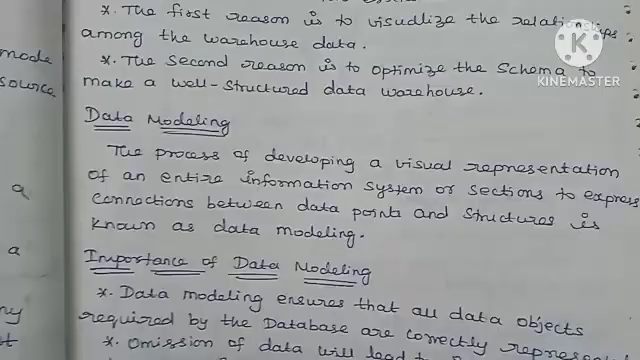 mode
source
a
a
ny
st
*. The first reason is to visualize the relationships
among the warehouse data.
*. The second reason is to optimize the Schema to
make a well-structured data warehouse.
Data Modeling
The process of developing a visual representation
of an entire information system or sections to express
connections between data points and structures is
known as data modeling.
Importance of Data Modeling
*. Data modeling ensures that all data objects
required by the Database are correctly represent
*. Omission of data will lead to
K
KINEMASTER